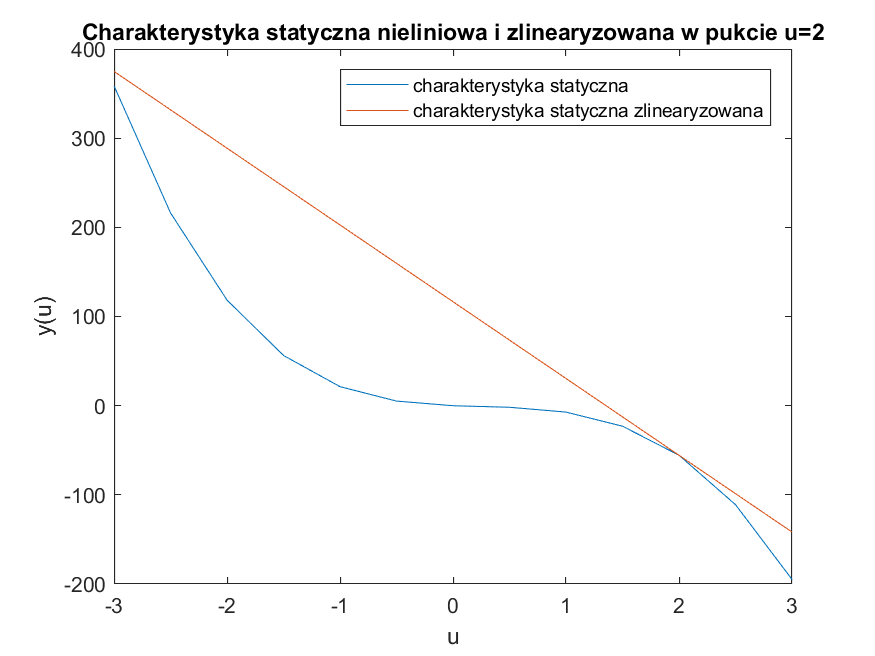 Charakterystyka statyczna nieliniowa i zlinearyzowana w pukcie u=2
400
300
200
100
0
-100
-200
y(u)
charakterystyka statyczna
charakterystyka statyczna zlinearyzowana
-3 -2 -1 0 1 2 3
u